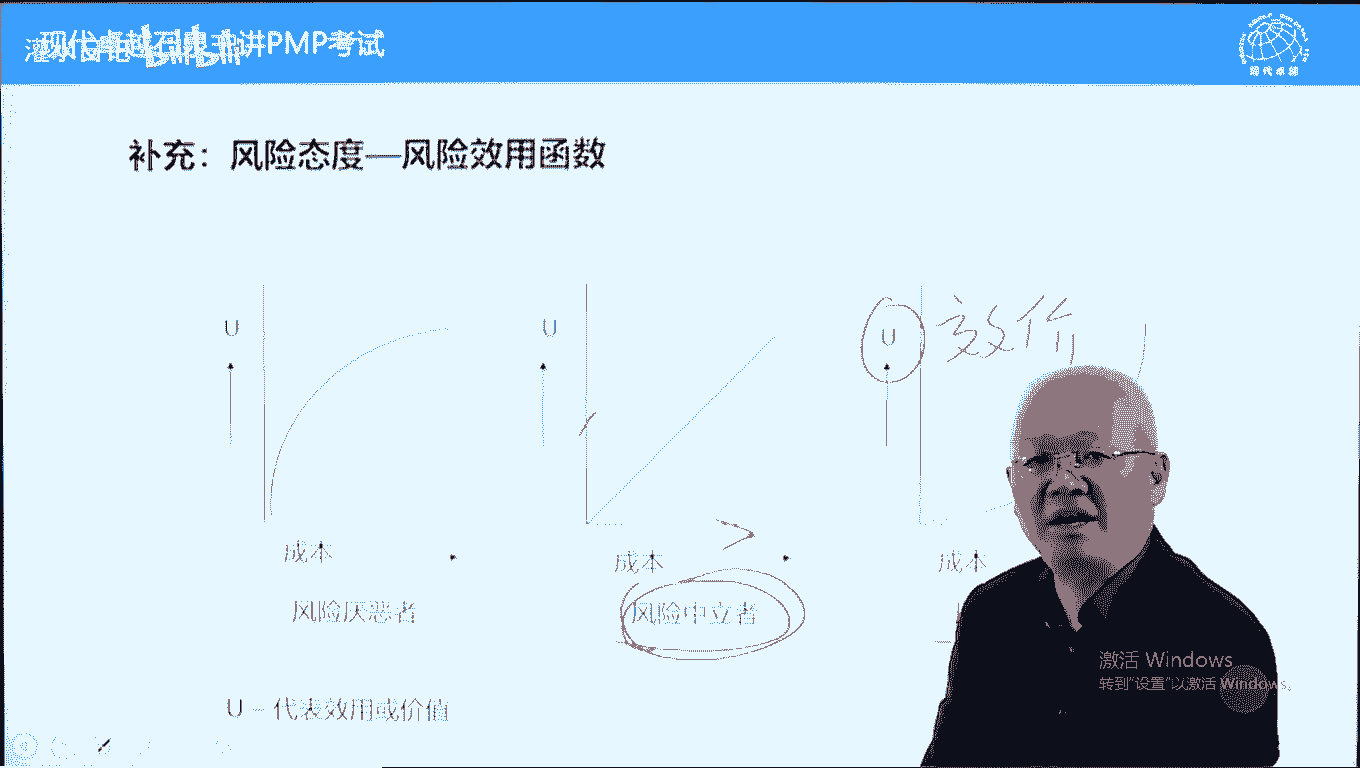 现代卓越石泉主讲PMP考试
现代卓越
补充：风险态度—风险效用函数
U
U
U
效价
成本
成本
成本
风险厌恶者
风险中立者
U – 代表效用或价值
激活 Windows
转到“设置”以激活 Windows。